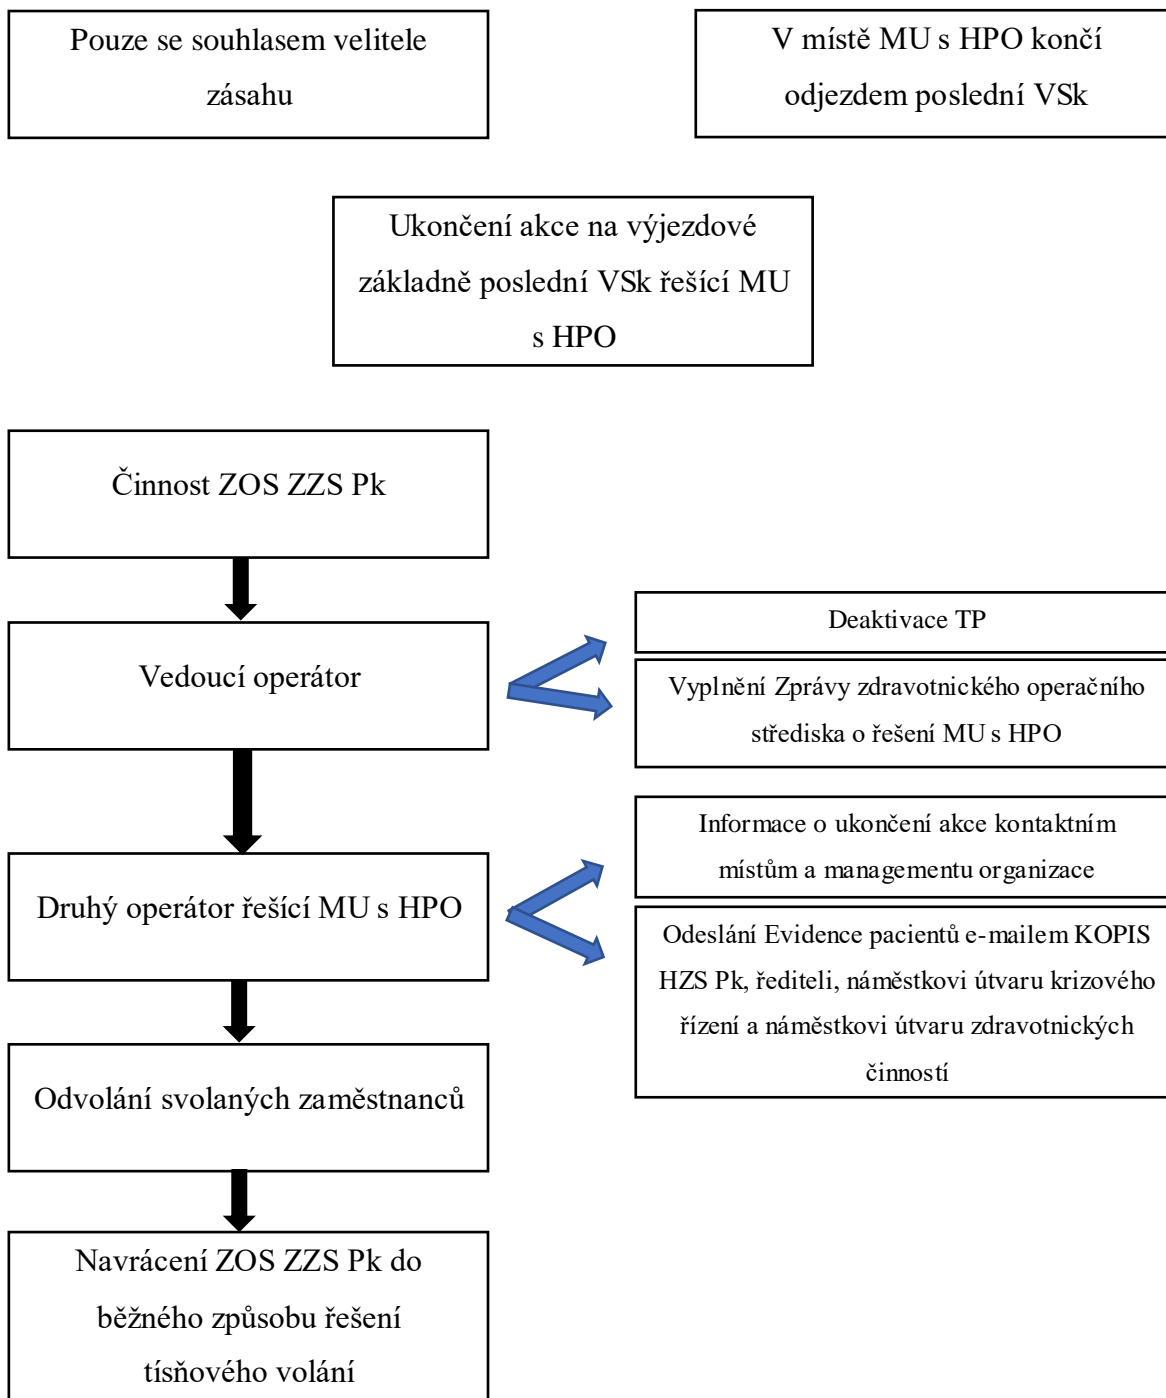 Pouze se souhlasem velitele
zásahu
V místě MU s HPO končí
odjezdem poslední VSk
Ukončení akce na výjezdové
základně poslední VSk řešící MU
s HPO
Činnost ZOS ZZS Pk
Vedoucí operátor
Deaktivace TP
Vyplnění Zprávy zdravotnického operačního
střediska o řešení MU s HPO
Druhý operátor řešící MU s HPO
Informace o ukončení akce kontaktním
místům a managementu organizace
Odeslání Evidence pacientů e-mailem KOPIS
HZS Pk, řediteli, náměstkovi útvaru krizového
řízení a náměstkovi útvaru zdravotnických
činností
Odvolání svolaných zaměstnanců
Navrácení ZOS ZZS Pk do
běžného způsobu řešení
tísňového volání